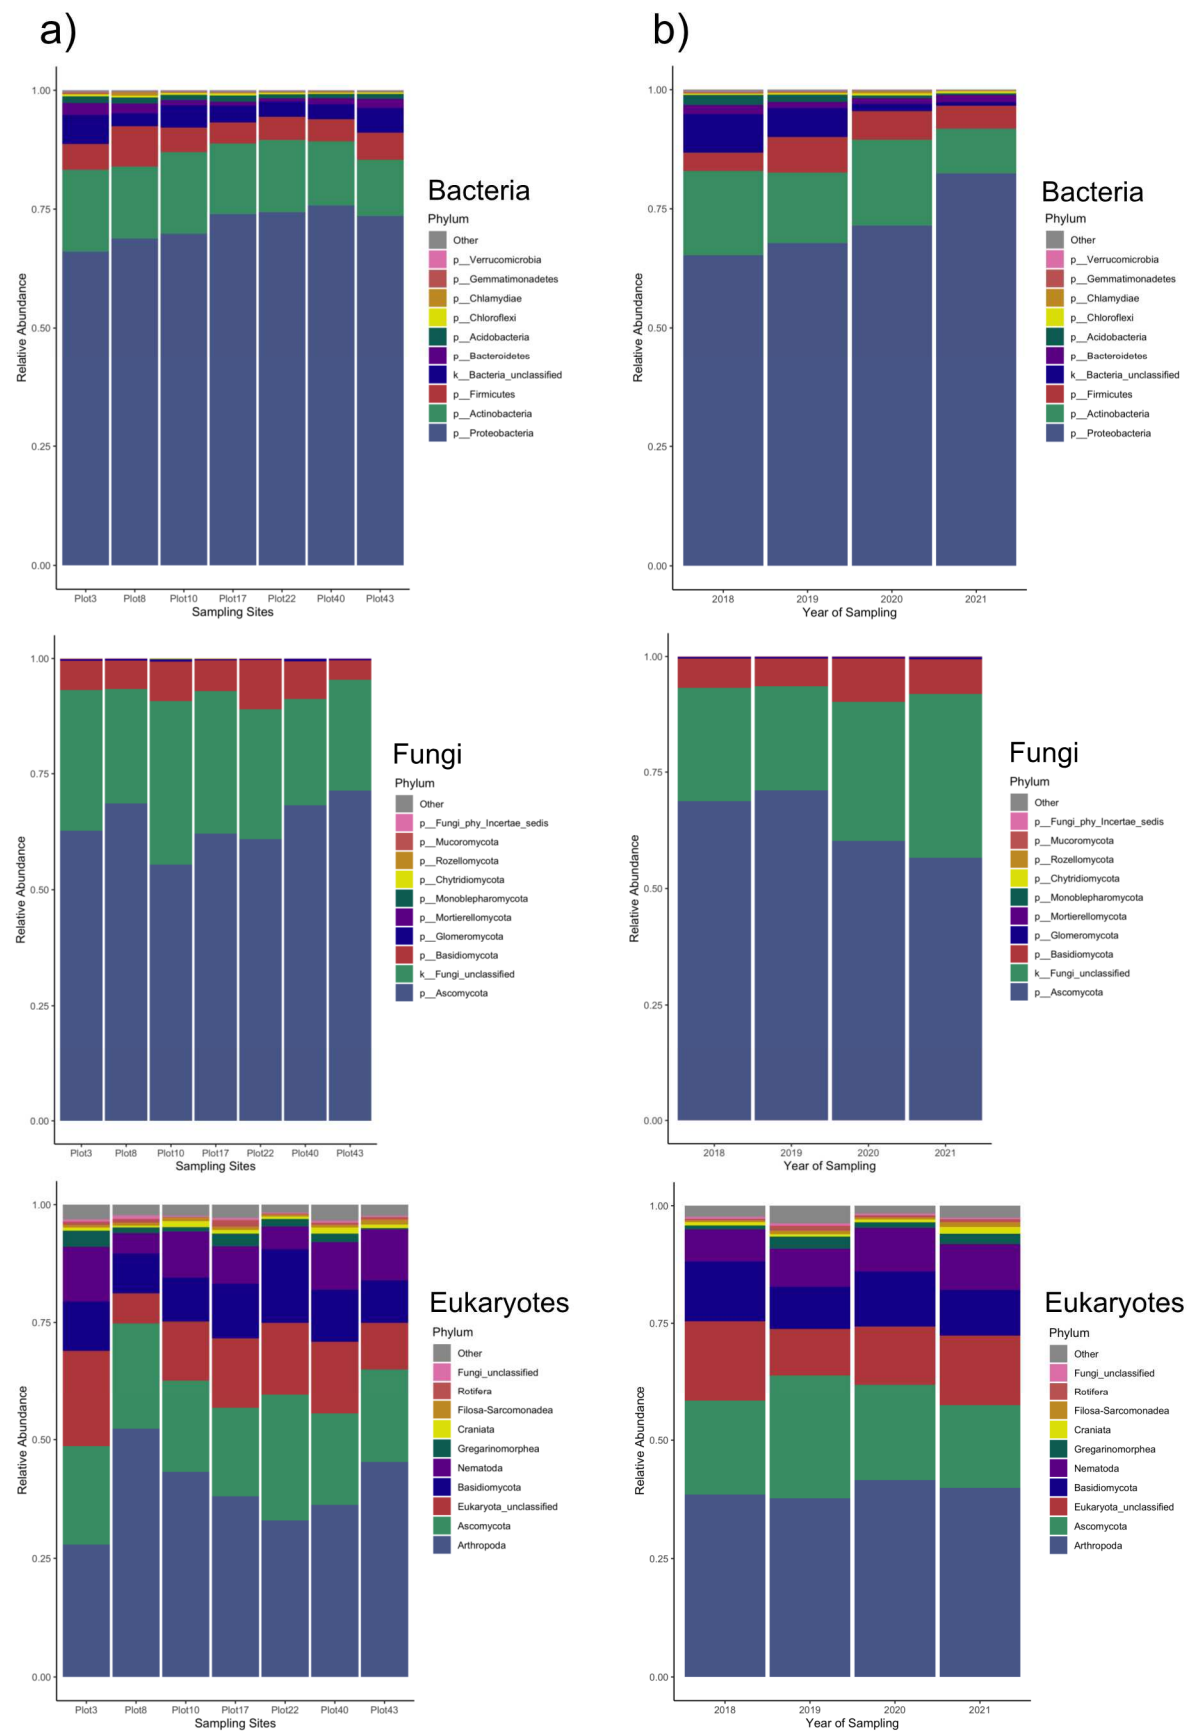 a)
1.00
0.75
0.50
0.25
0.00
Relative Abundance
Plot3 Plot8 Plot10 Plot17 Plot22 Plot40 Plot43
Sampling Sites
Bacteria
Phylum
Other
p__Verrucomicrobia
p__Gemmatimonadetes
p__Chlamydiae
p__Chloroflexi
p__Acidobacteria
p__Bacteroidetes
k__Bacteria_unclassified
p__Firmicutes
p__Actinobacteria
p__Proteobacteria
b)
1.00
0.75
0.50
0.25
0.00
Relative Abundance
2018 2019 2020 2021
Year of Sampling
Bacteria
Phylum
Other
p__Verrucomicrobia
p__Gemmatimonadetes
p__Chlamydiae
p__Chloroflexi
p__Acidobacteria
p__Bacteroidetes
k__Bacteria_unclassified
p__Firmicutes
p__Actinobacteria
p__Proteobacteria
1.00
0.75
0.50
0.25
0.00
Relative Abundance
Plot3 Plot8 Plot10 Plot17 Plot22 Plot40 Plot43
Sampling Sites
Fungi
Phylum
Other
p__Fungi_phy_Incertae_sedis
p__Mucoromycota
p__Rozellomycota
p__Chytridiomycota
p__Monoblepharomycota
p__Mortierellomycota
p__Glomeromycota
p__Basidiomycota
k__Fungi_unclassified
p__Ascomycota
1.00
0.75
0.50
0.25
0.00
Relative Abundance
2018 2019 2020 2021
Year of Sampling
Fungi
Phylum
Other
p__Fungi_phy_Incertae_sedis
p__Mucoromycota
p__Rozellomycota
p__Chytridiomycota
p__Monoblepharomycota
p__Mortierellomycota
p__Glomeromycota
p__Basidiomycota
k__Fungi_unclassified
p__Ascomycota
1.00
0.75
0.50
0.25
0.00
Relative Abundance
Plot3 Plot8 Plot10 Plot17 Plot22 Plot40 Plot43
Sampling Sites
Eukaryotes
Phylum
Other
Fungi_unclassified
Rotifera
Filosa-Sarcomonadea
Craniata
Gregarinomorphea
Nematoda
Basidiomycota
Eukaryota_unclassified
Ascomycota
Arthropoda
1.00
0.75
0.50
0.25
0.00
Relative Abundance
2018 2019 2020 2021
Year of Sampling
Eukaryotes
Phylum
Other
Fungi_unclassified
Rotifera
Filosa-Sarcomonadea
Craniata
Gregarinomorphea
Nematoda
Basidiomycota
Eukaryota_unclassified
Ascomycota
Arthropoda